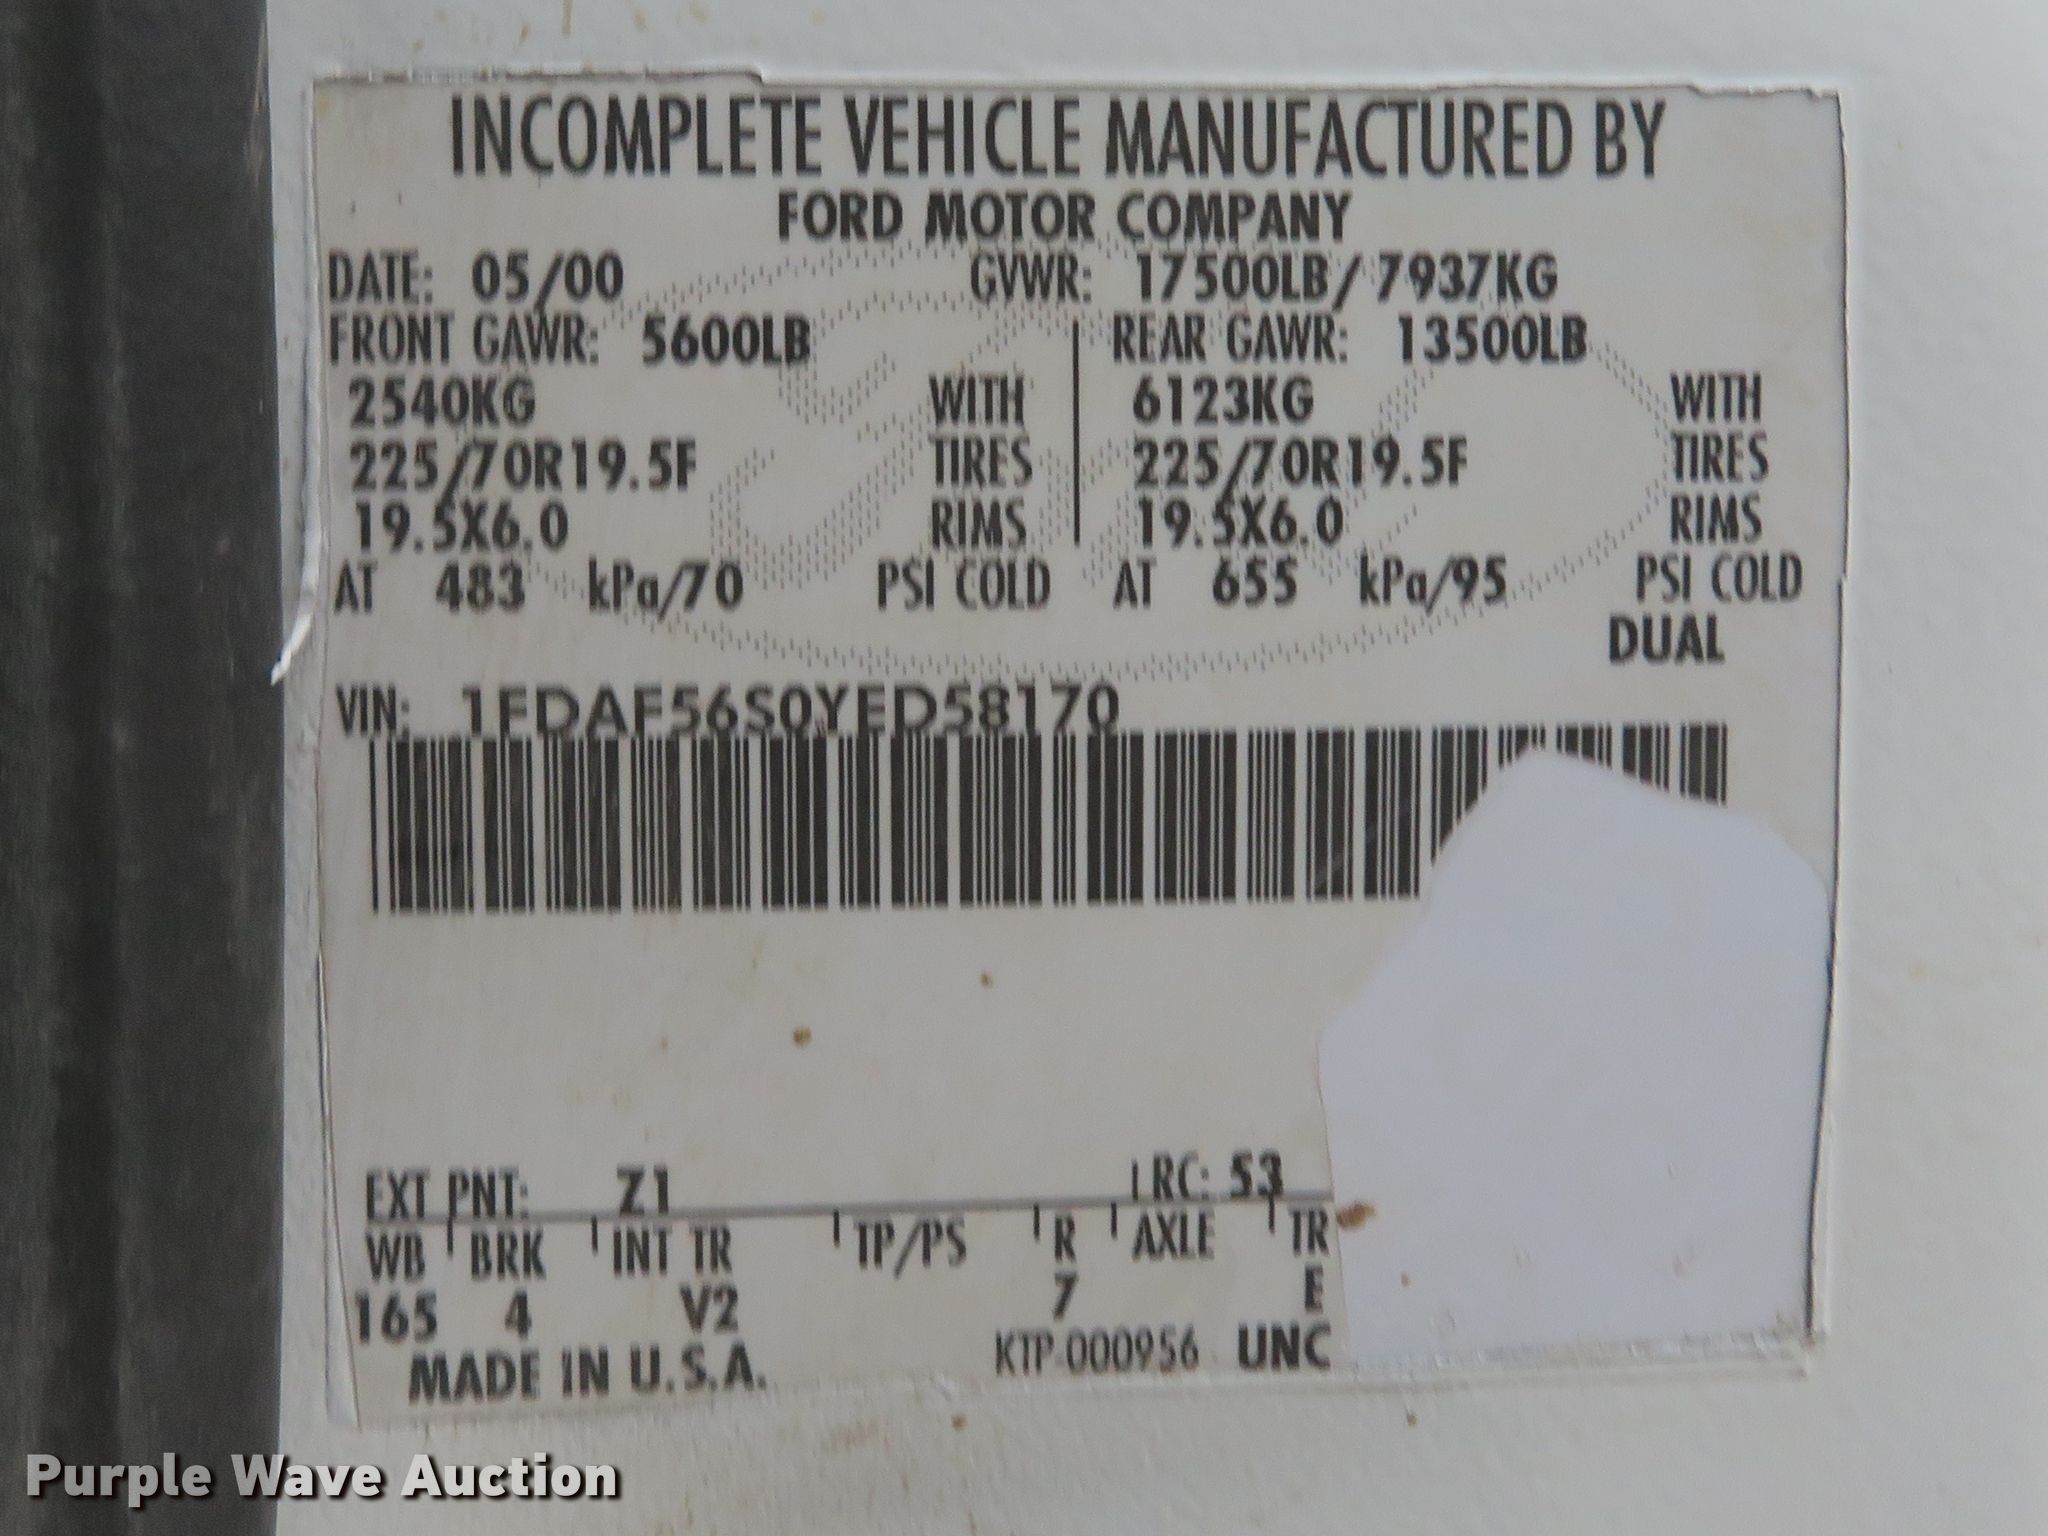 INCOMPLETE VEHICLE MANUFACTURED BY
FORD MOTOR COMPANY
DATE: 05/00 GVWR: 17500LB/ 7937KG
FRONT GAWR: 5600LB REAR GAWR: 13500LB
2540KG WITH 6123KG WITH
225/70R19.5F TIRES 225/70R19.5F TIRES
19.5X6.0 RIMS 19.5X6.0 RIMS
AT 483 kPa/70 PSI COLD AT 655 kPa/95 PSI COLD
DUAL
VIN: 1FDAF56S0YED58170
EXT PNT: Z1 RC: 53
WB BRK INT TR TP/PS R AXLE TR
165 4 V2 7 E
MADE IN U.S.A. KTP-000956 UNC
Purple Wave Auction